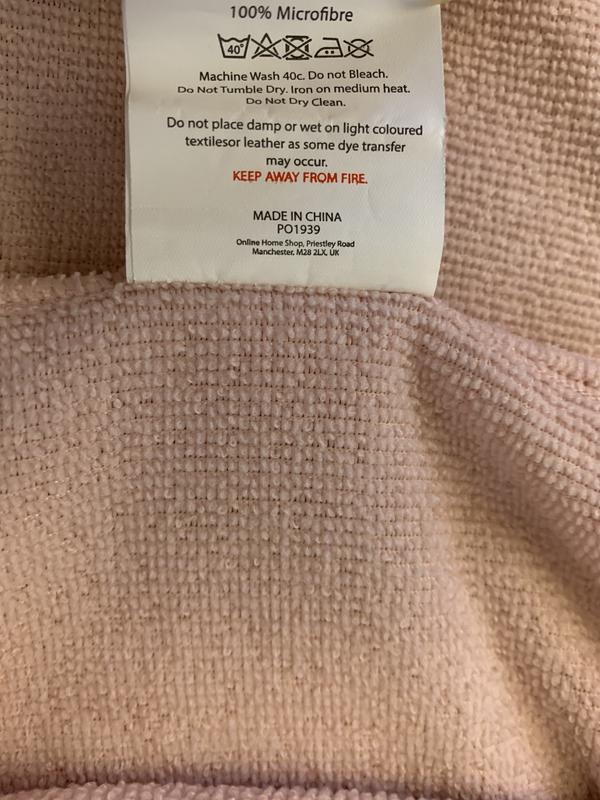 100% Microfibre
40°
Machine Wash 40c. Do not Bleach.
Do Not Tumble Dry. Iron on medium heat.
Do Not Dry Clean.
Do not place damp or wet on light coloured
textilesor leather as some dye transfer
may occur.
KEEP AWAY FROM FIRE.
MADE IN CHINA
PO1939
Online Home Shop, Priestley Road
Manchester, M28 2LX, UK